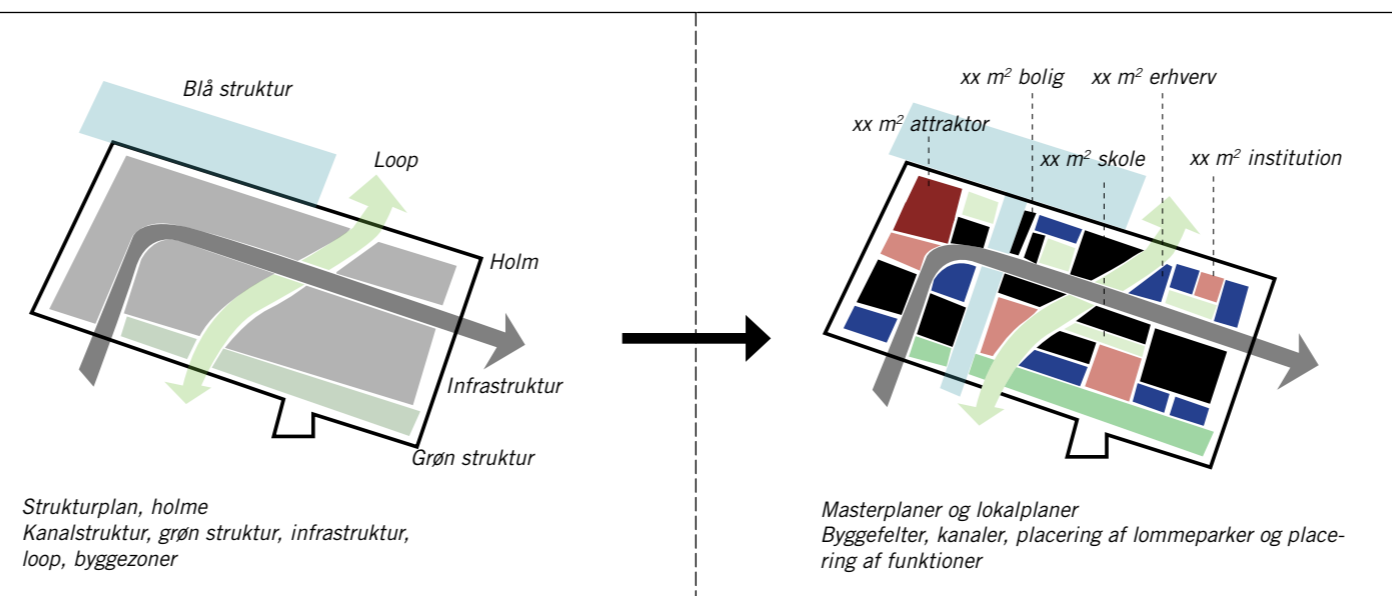 Blå struktur
Loop
Holm
Infrastruktur
Grøn struktur
Strukturplan, holme
Kanalstruktur, grøn struktur, infrastruktur,
loop, byggezoner
xx m² bolig
xx m² erhverv
xx m² attraktor
xx m² skole
xx m² institution
Masterplaner og lokalplaner
Byggefelter, kanaler, placering af lommeparker og place-
ring af funktioner